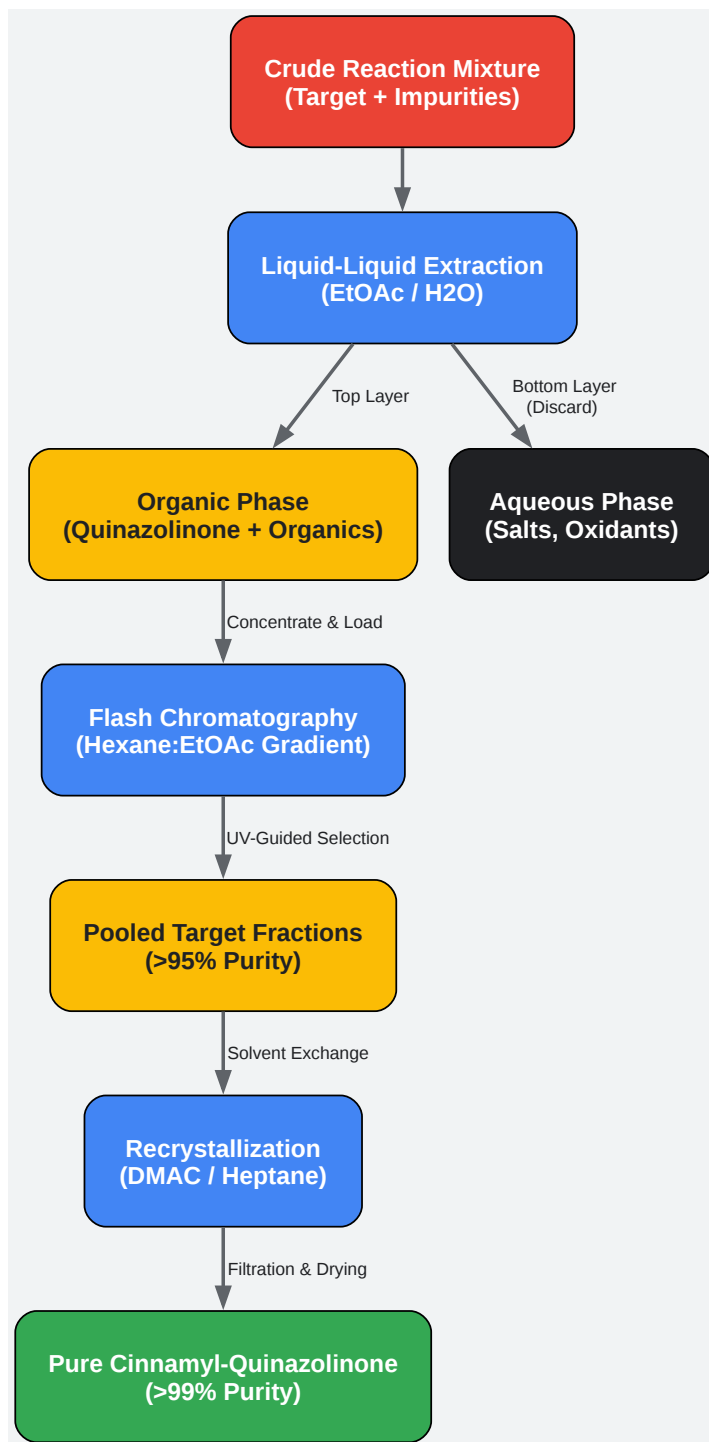 Crude Reaction Mixture
(Target + Impurities)
Liquid-Liquid Extraction
(EtOAc / H2O)
Top Layer
Bottom Layer
(Discard)
Organic Phase
(Quinazolinone + Organics)
Aqueous Phase
(Salts, Oxidants)
Concentrate & Load
Flash Chromatography
(Hexane:EtOAc Gradient)
UV-Guided Selection
Pooled Target Fractions
(>95% Purity)
Solvent Exchange
Recrystallization
(DMAC / Heptane)
Filtration & Drying
Pure Cinnamyl-Quinazolinone
(>99% Purity)